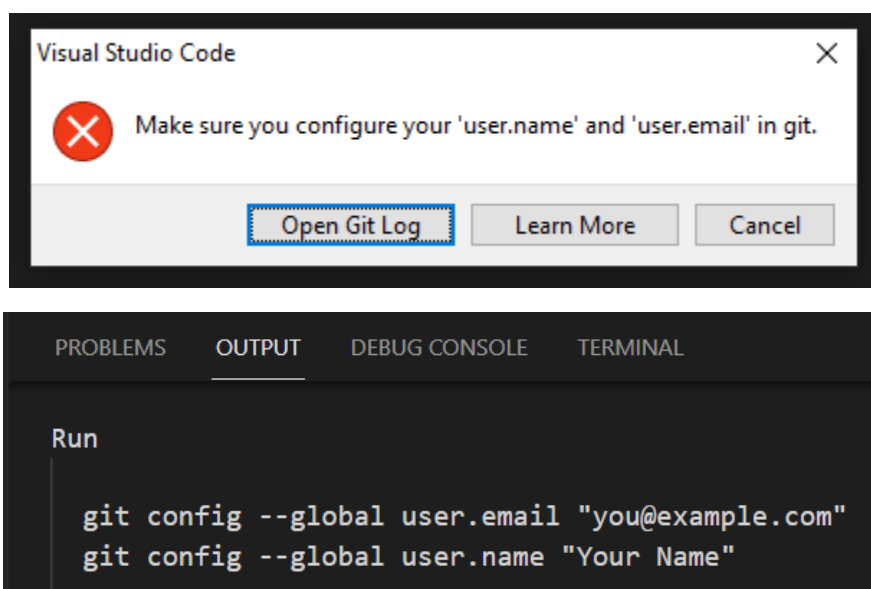 Visual Studio Code
Make sure you configure your 'user.name' and 'user.email' in git.
Open Git Log
Learn More
Cancel
PROBLEMS
OUTPUT
DEBUG CONSOLE
TERMINAL
Run
git config --global user.email "you@example.com"
git config --global user.name "Your Name"